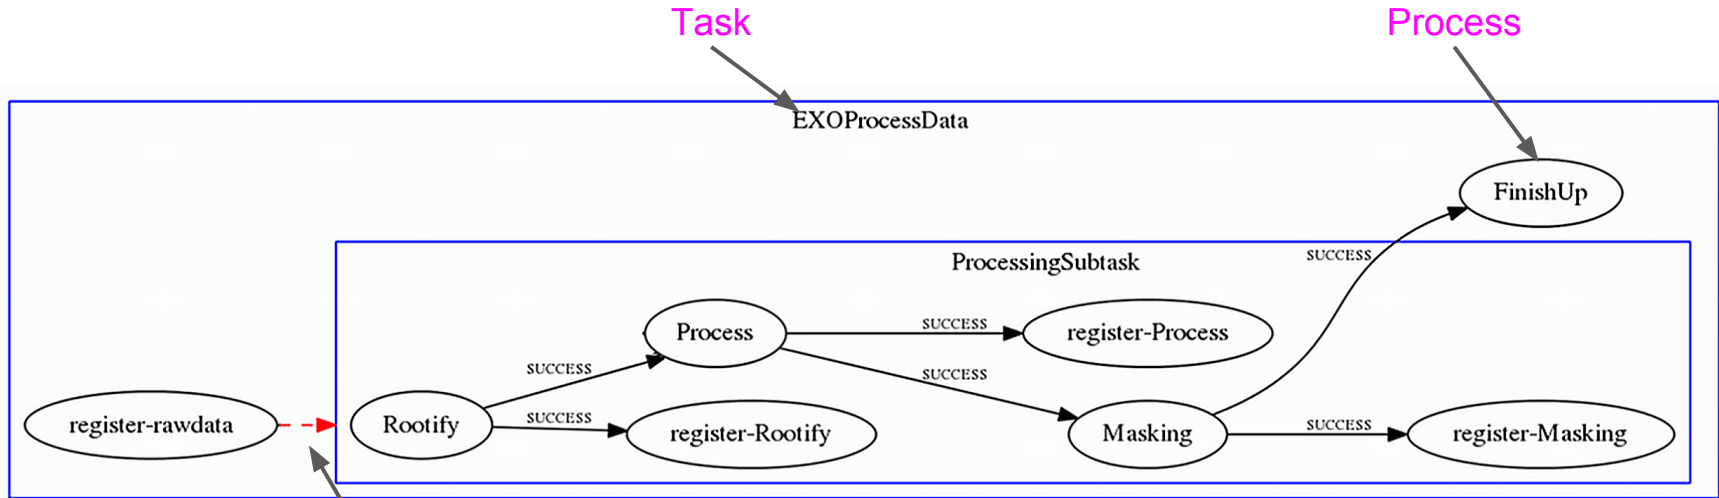 Task
Process
EXOProcessData
FinishUp
SUCCESS
ProcessingSubtask
Process
SUCCESS
register-Process
SUCCESS
SUCCESS
register-rawdata
Rootify
SUCCESS
register-Rootify
Masking
SUCCESS
register-Masking